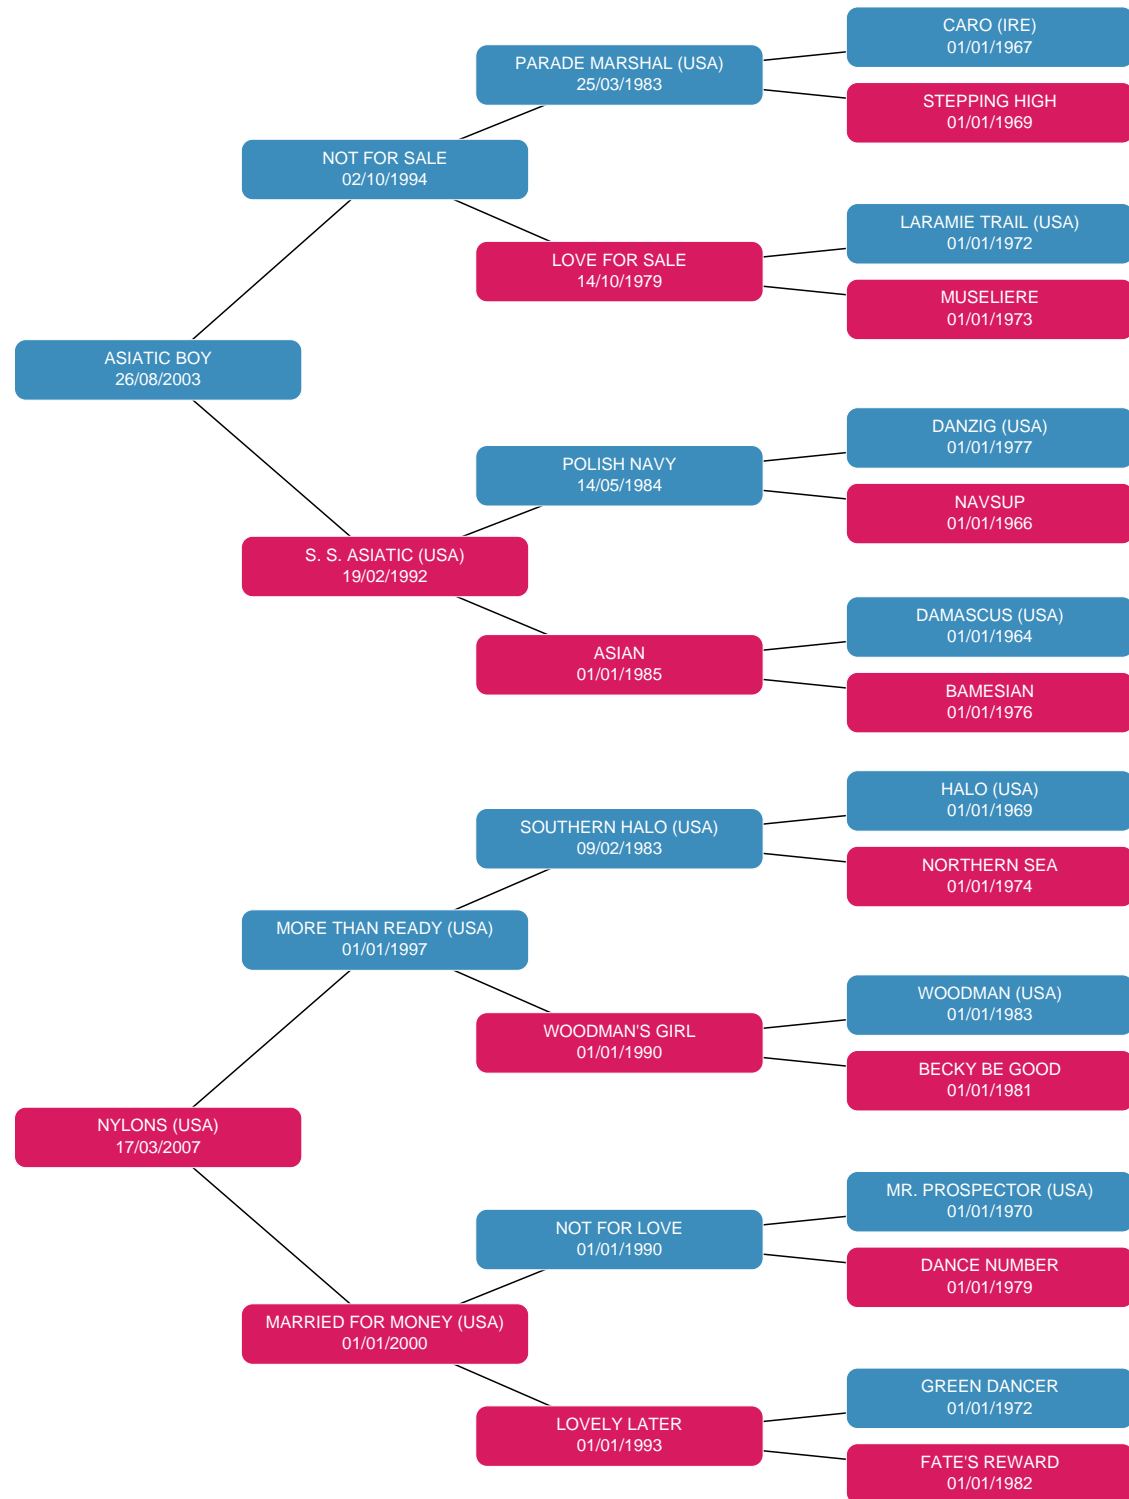 CARO (IRE)
01/01/1967
PARADE MARSHAL (USA)
25/03/1983
STEPPING HIGH
01/01/1969
NOT FOR SALE
02/10/1994
LARAMIE TRAIL (USA)
01/01/1972
LOVE FOR SALE
14/10/1979
MUSELIERE
01/01/1973
ASIATIC BOY
26/08/2003
DANZIG (USA)
01/01/1977
POLISH NAVY
14/05/1984
NAVSUP
01/01/1966
S. S. ASIATIC (USA)
19/02/1992
DAMASCUS (USA)
01/01/1964
ASIAN
01/01/1985
BAMESIAN
01/01/1976
HALO (USA)
01/01/1969
SOUTHERN HALO (USA)
09/02/1983
NORTHERN SEA
01/01/1974
MORE THAN READY (USA)
01/01/1997
WOODMAN (USA)
01/01/1983
WOODMAN'S GIRL
01/01/1990
BECKY BE GOOD
01/01/1981
NYLONS (USA)
17/03/2007
MR. PROSPECTOR (USA)
01/01/1970
NOT FOR LOVE
01/01/1990
DANCE NUMBER
01/01/1979
MARRIED FOR MONEY (USA)
01/01/2000
GREEN DANCER
01/01/1972
LOVELY LATER
01/01/1993
FATE'S REWARD
01/01/1982